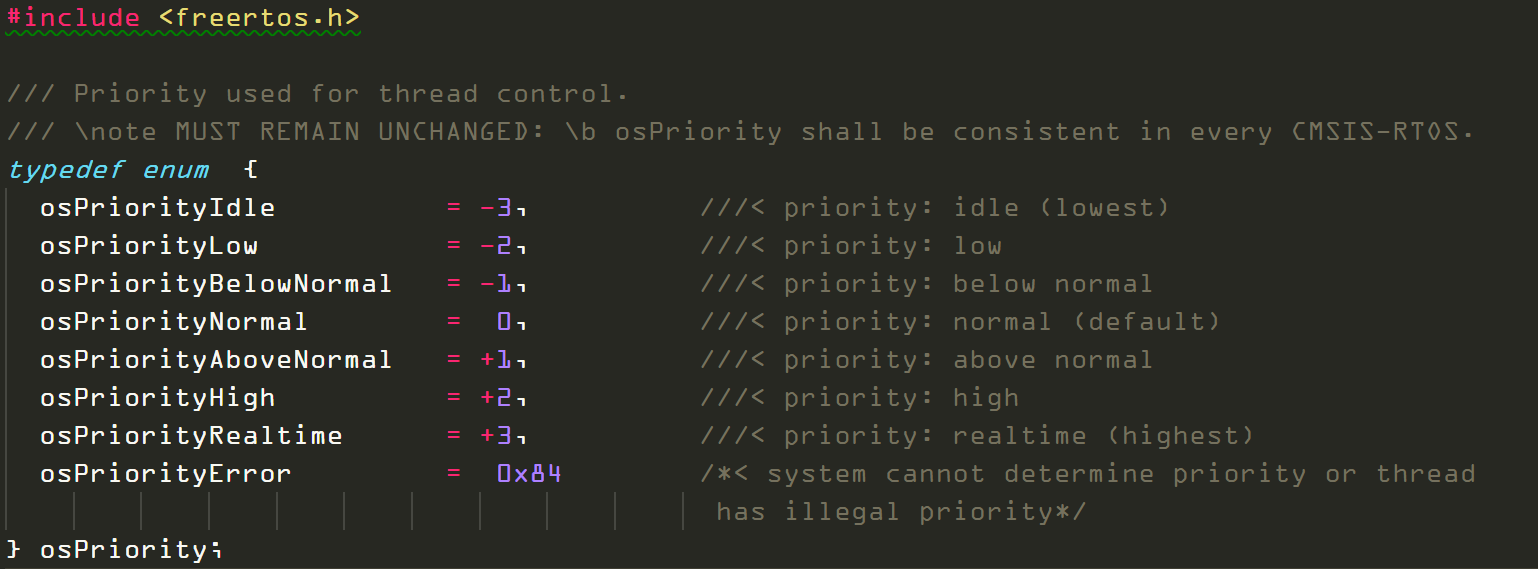 #include <freertos.h>
/// Priority used for thread control.
/// \note MUST REMAIN UNCHANGED: \b osPriority shall be consistent in every CMSIS-RTOS.
typedef enum  {
  osPriorityIdle          = -3,          ///< priority: idle (lowest)
  osPriorityLow           = -2,          ///< priority: low
  osPriorityBelowNormal   = -1,          ///< priority: below normal
  osPriorityNormal        =  0,          ///< priority: normal (default)
  osPriorityAboveNormal   = +1,          ///< priority: above normal
  osPriorityHigh          = +2,          ///< priority: high
  osPriorityRealtime      = +3,          ///< priority: realtime (highest)
  osPriorityError         =  0x84        /*< system cannot determine priority or thread
                                          has illegal priority*/
} osPriority;